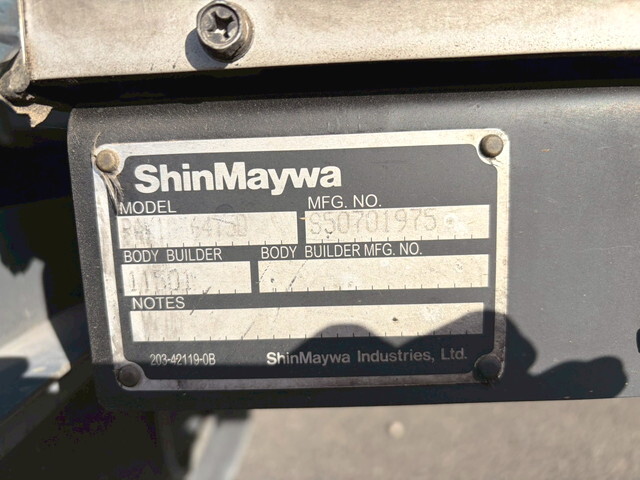 ShinMaywa
MODEL MFG. NO.
S50701975
BODY BUILDER BODY BUILDER MFG. NO.
NOTES
203-42119-0B ShinMaywa Industries, Ltd.